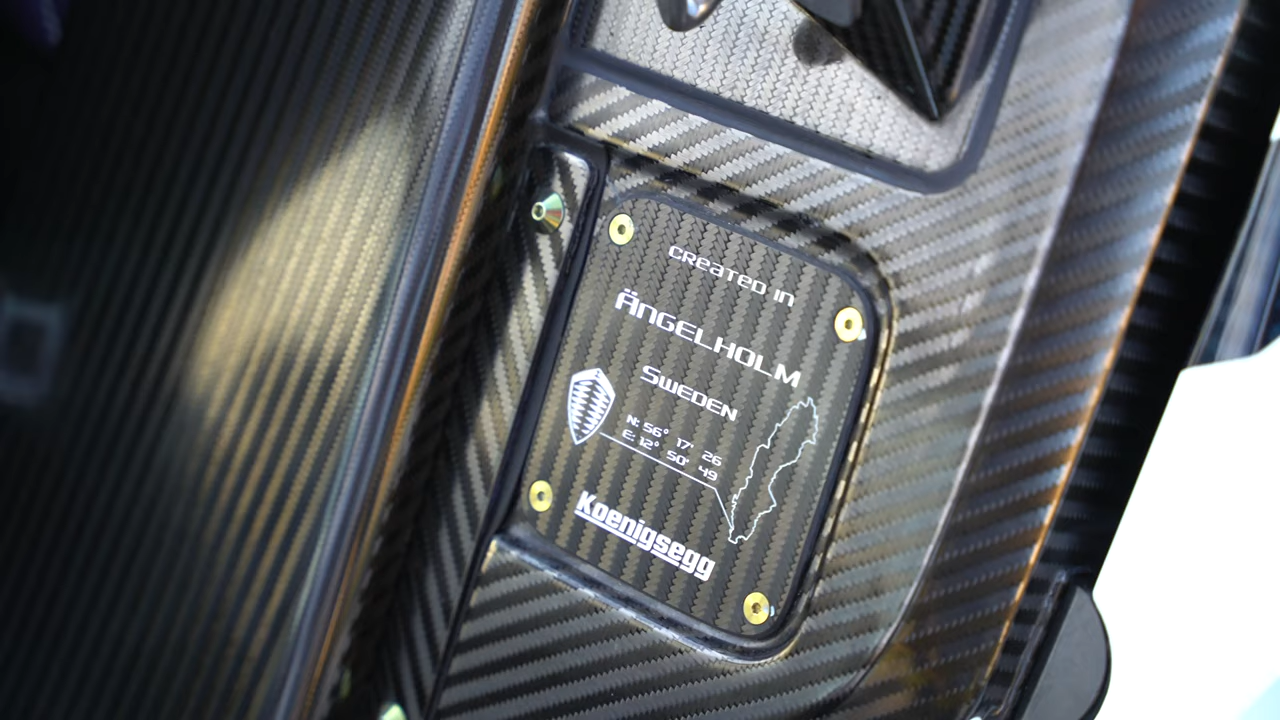 CREATED IN
ÄNGELHOLM
SWEDEN
N: 56° 17' 26
E: 12° 50' 49
Koenigsegg